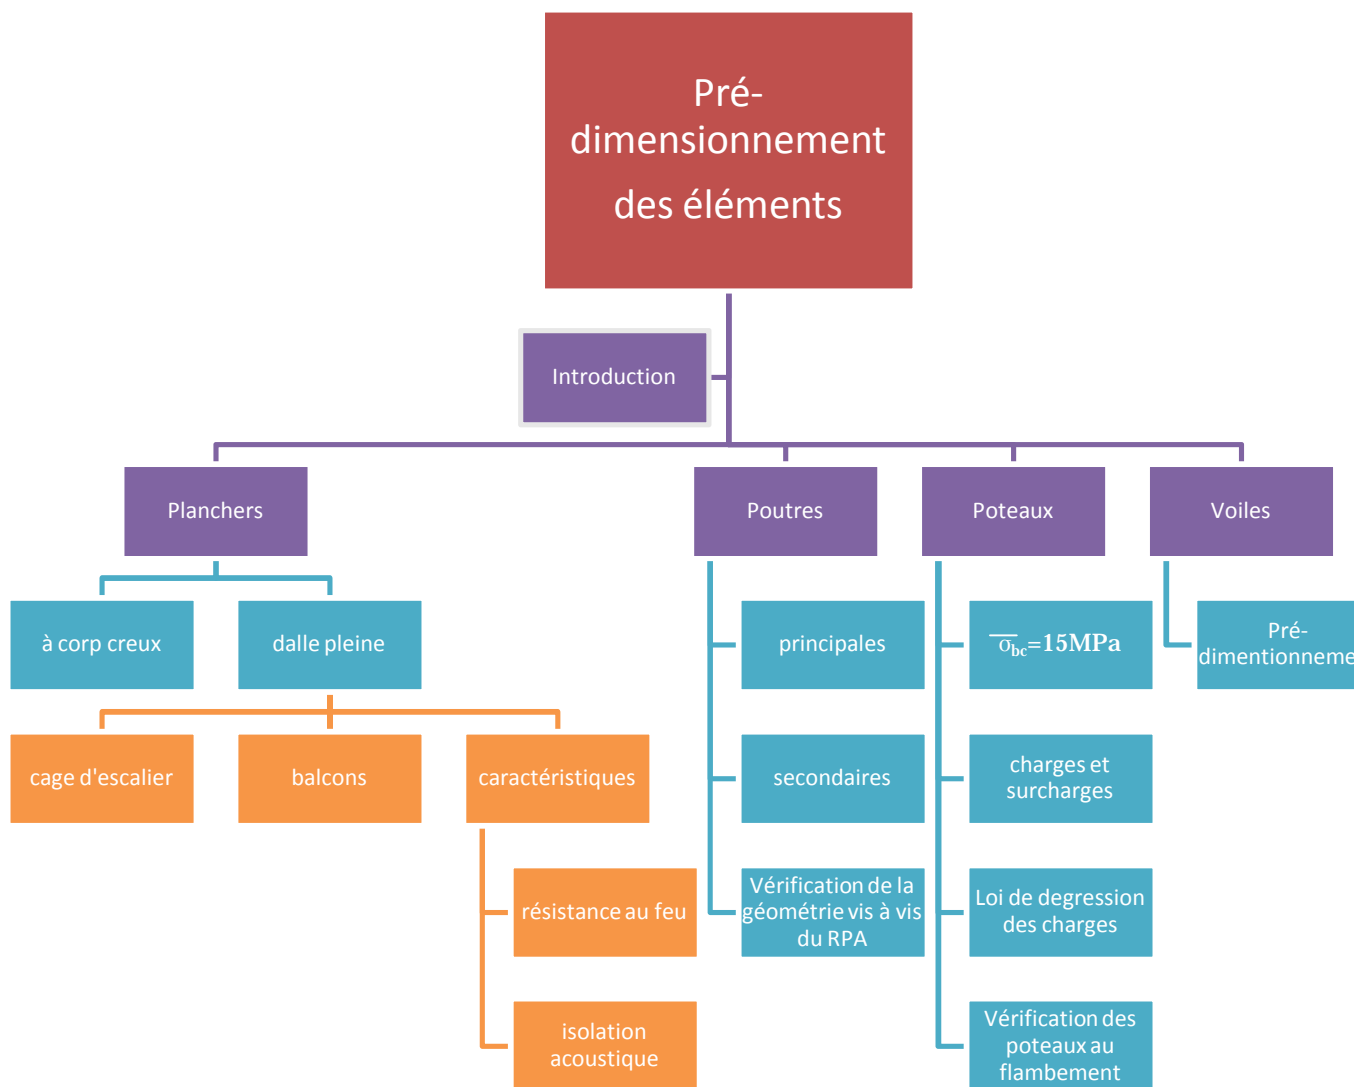 Pré-
dimensionnement
des éléments
Introduction
Planchers
Poutres
Poteaux
Voiles
à corp creux
dalle pleine
principales
σ̅bc=15MPa
Pré-
dimentionneme
cage d'escalier
balcons
caractéristiques
secondaires
charges et
surcharges
résistance au feu
Vérification de la
géométrie vis à vis
du RPA
Loi de degression
des charges
isolation
acoustique
Vérification des
poteaux au
flambement